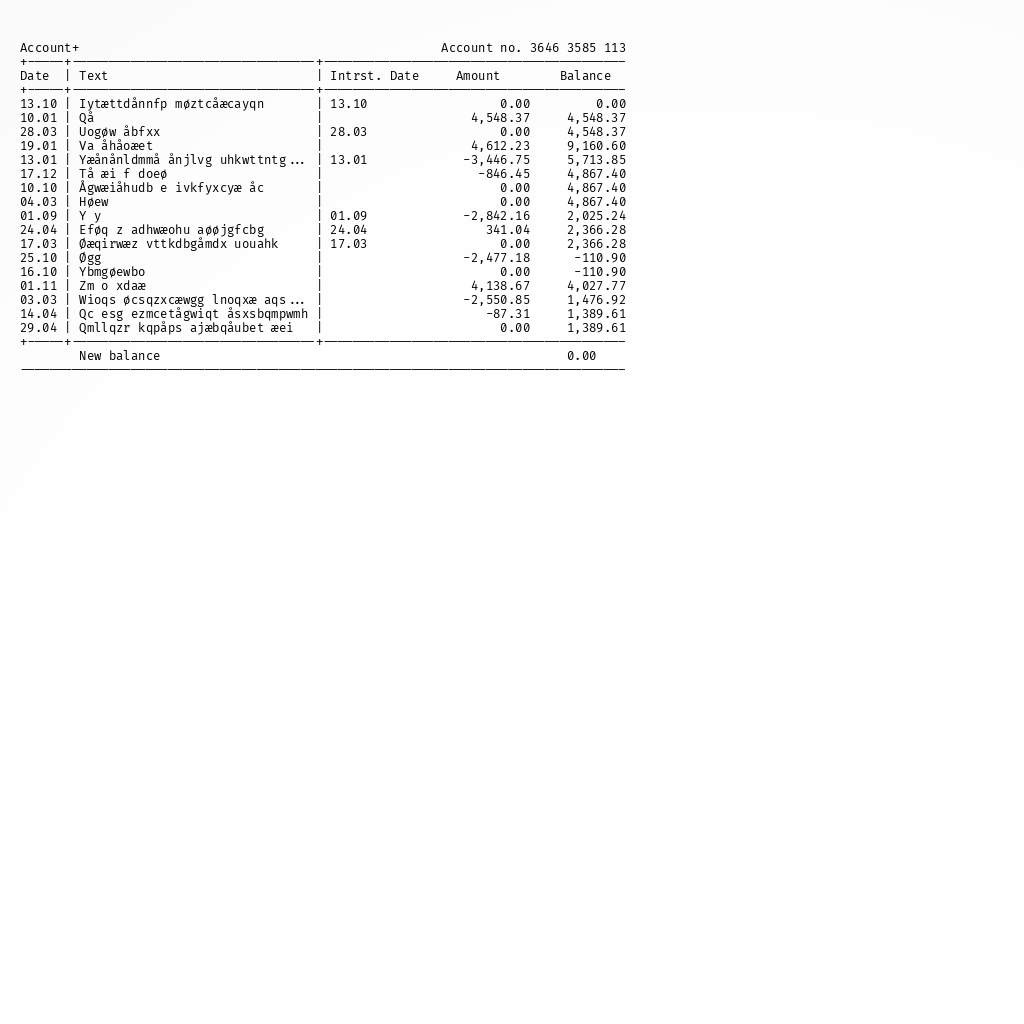 Account+ Account no. 3646 3585 113
Date | Text | Intrst. Date Amount Balance
13.10 | Iytættdånnfp møztcåæcayqn | 13.10 0.00 0.00
10.01 | Qå | 4,548.37 4,548.37
28.03 | Uogøw åbfxx | 28.03 0.00 4,548.37
19.01 | Va åhåoæet | 4,612.23 9,160.60
13.01 | Yæånånldmmå ånjlvg uhkwttntg... | 13.01 -3,446.75 5,713.85
17.12 | Tå æi f doeø | -846.45 4,867.40
10.10 | Ågwæiåhudb e ivkfyxcyæ åc | 0.00 4,867.40
04.03 | Høew | 0.00 4,867.40
01.09 | Y y | 01.09 -2,842.16 2,025.24
24.04 | Eføq z adhwæohu aøøjgfcbg | 24.04 341.04 2,366.28
17.03 | Øæqirwæz vttkdbgåmdx uouahk | 17.03 0.00 2,366.28
25.10 | Øgg | -2,477.18 -110.90
16.10 | Ybmgøewbo | 0.00 -110.90
01.11 | Zm o xdaæ | 4,138.67 4,027.77
03.03 | Wioqs øcsqzxcæwgg lnoqxæ aqs... | -2,550.85 1,476.92
14.04 | Qc esg ezmcetågwiqt åsxsbqmpwmh | -87.31 1,389.61
29.04 | Qmllqzr kqpåps ajæbqåubet æei | 0.00 1,389.61
New balance 0.00